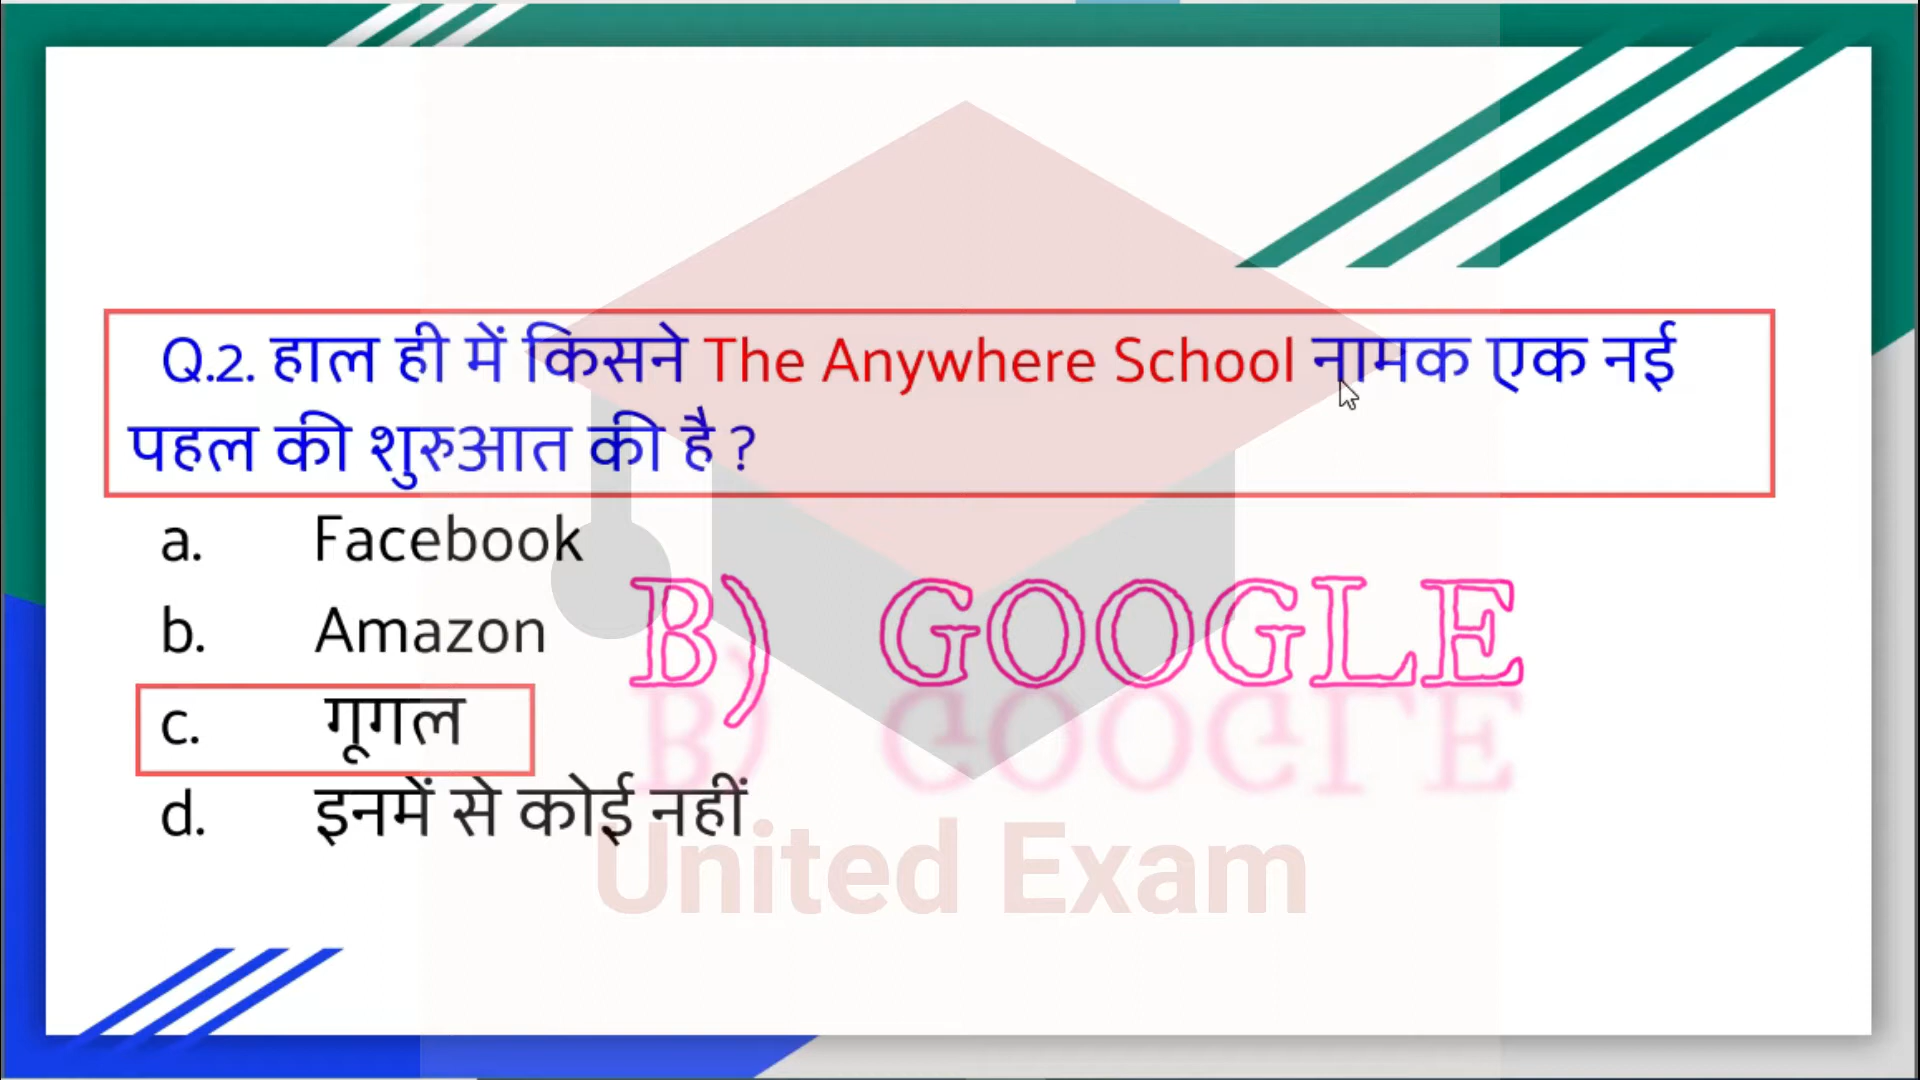 Q.2. हाल ही में किसने The Anywhere School नामक एक नई
पहल की शुरुआत की है ?
a. Facebook
b. Amazon
B) GOOGLE
c. गूगल
d. इनमें से कोई नहीं
United Exam